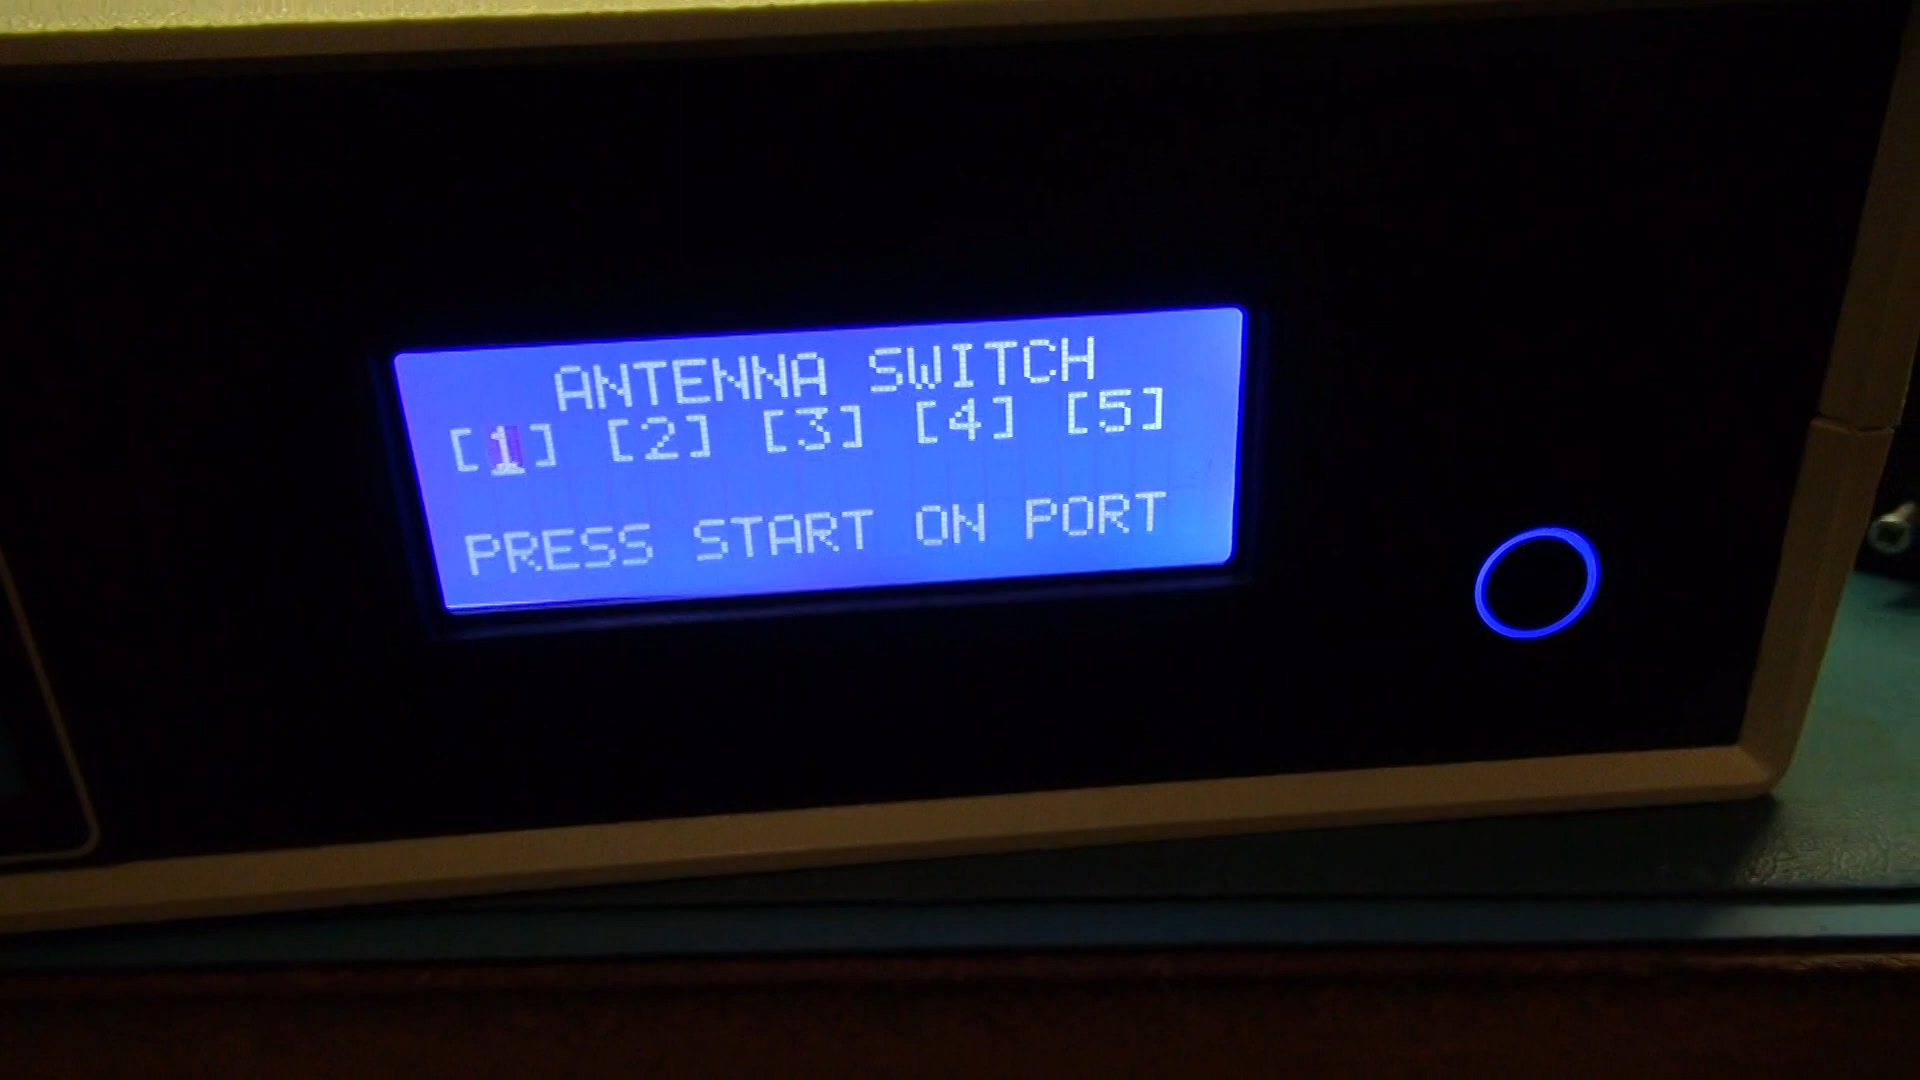 ANTENNA SWITCH
[1] [2] [3] [4] [5]
PRESS START ON PORT